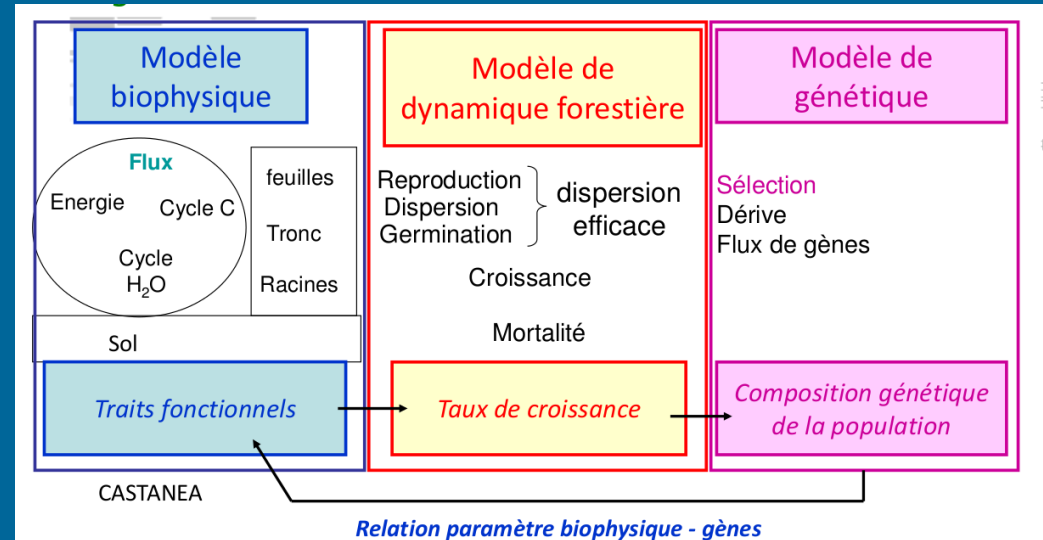 Modèle
biophysique
Flux
Energie
Cycle C
Cycle
H₂O
feuilles
Tronc
Racines
Sol
Traits fonctionnels
CASTANEA
Modèle de
dynamique forestière
Reproduction
Dispersion
Germination
dispersion
efficace
Croissance
Mortalité
Taux de croissance
Modèle de
génétique
Sélection
Dérive
Flux de gènes
Composition génétique
de la population
Relation paramètre biophysique - gènes